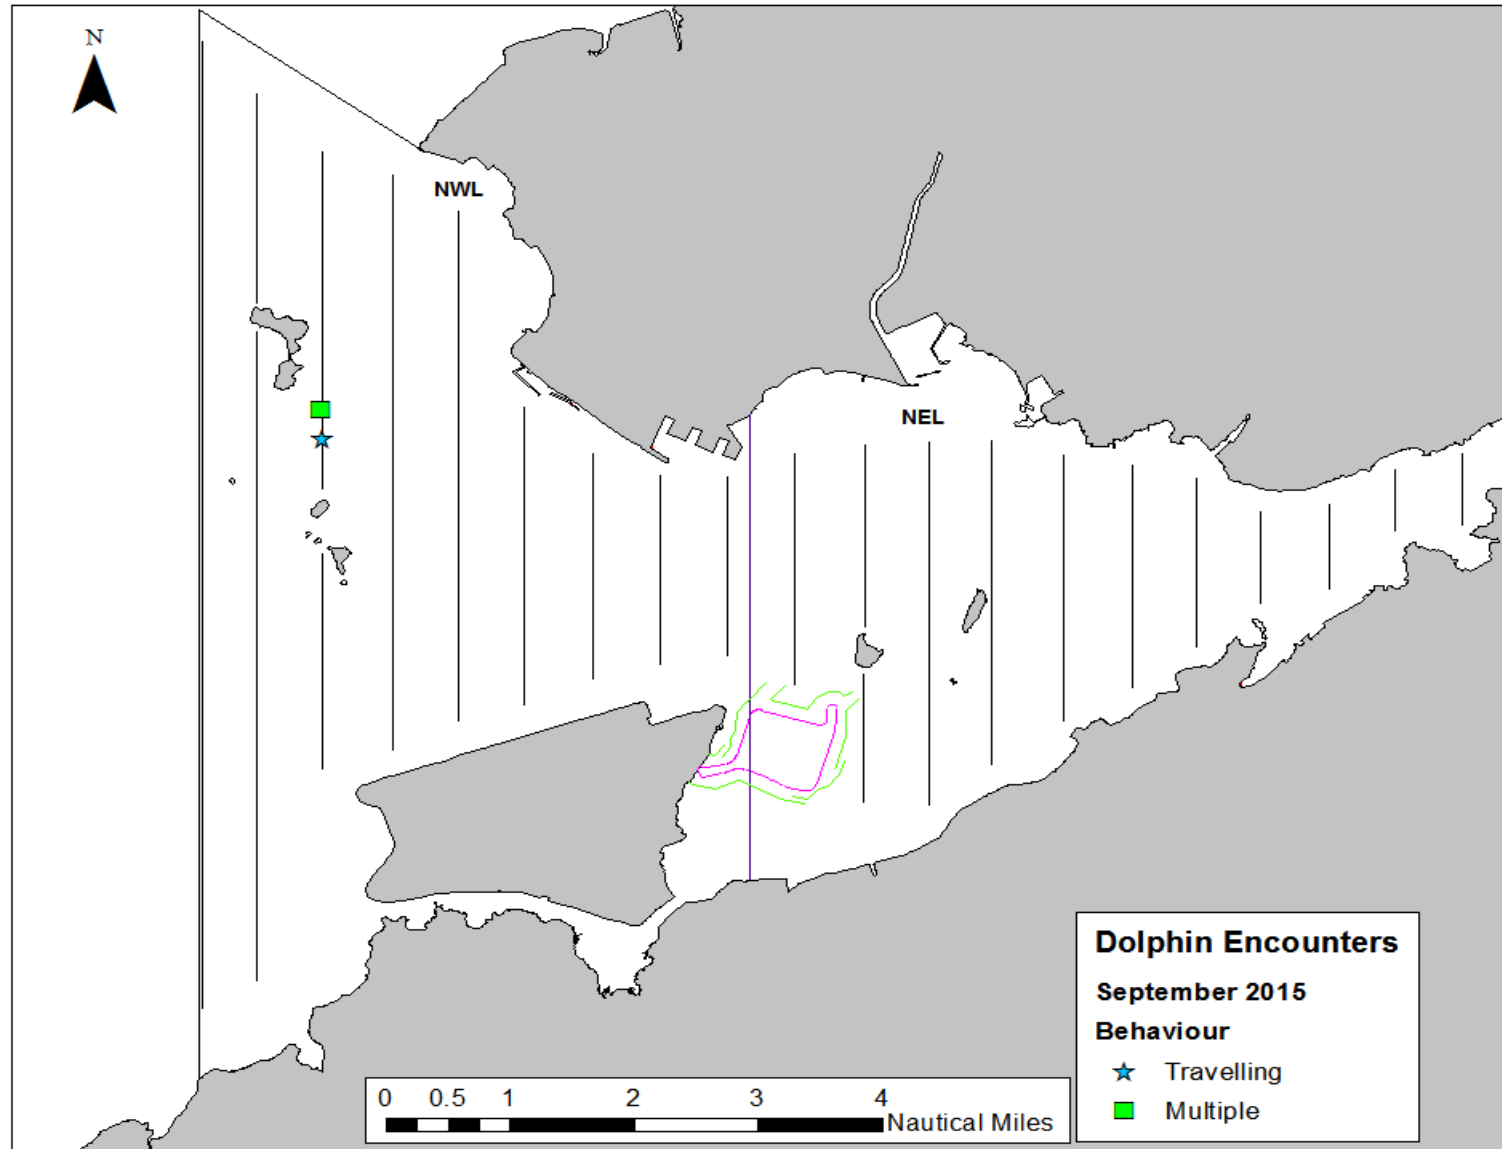 N
NWL
NEL
Dolphin Encounters
September 2015
Behaviour
Travelling
Multiple
0 0.5 1 2 3 4
Nautical Miles